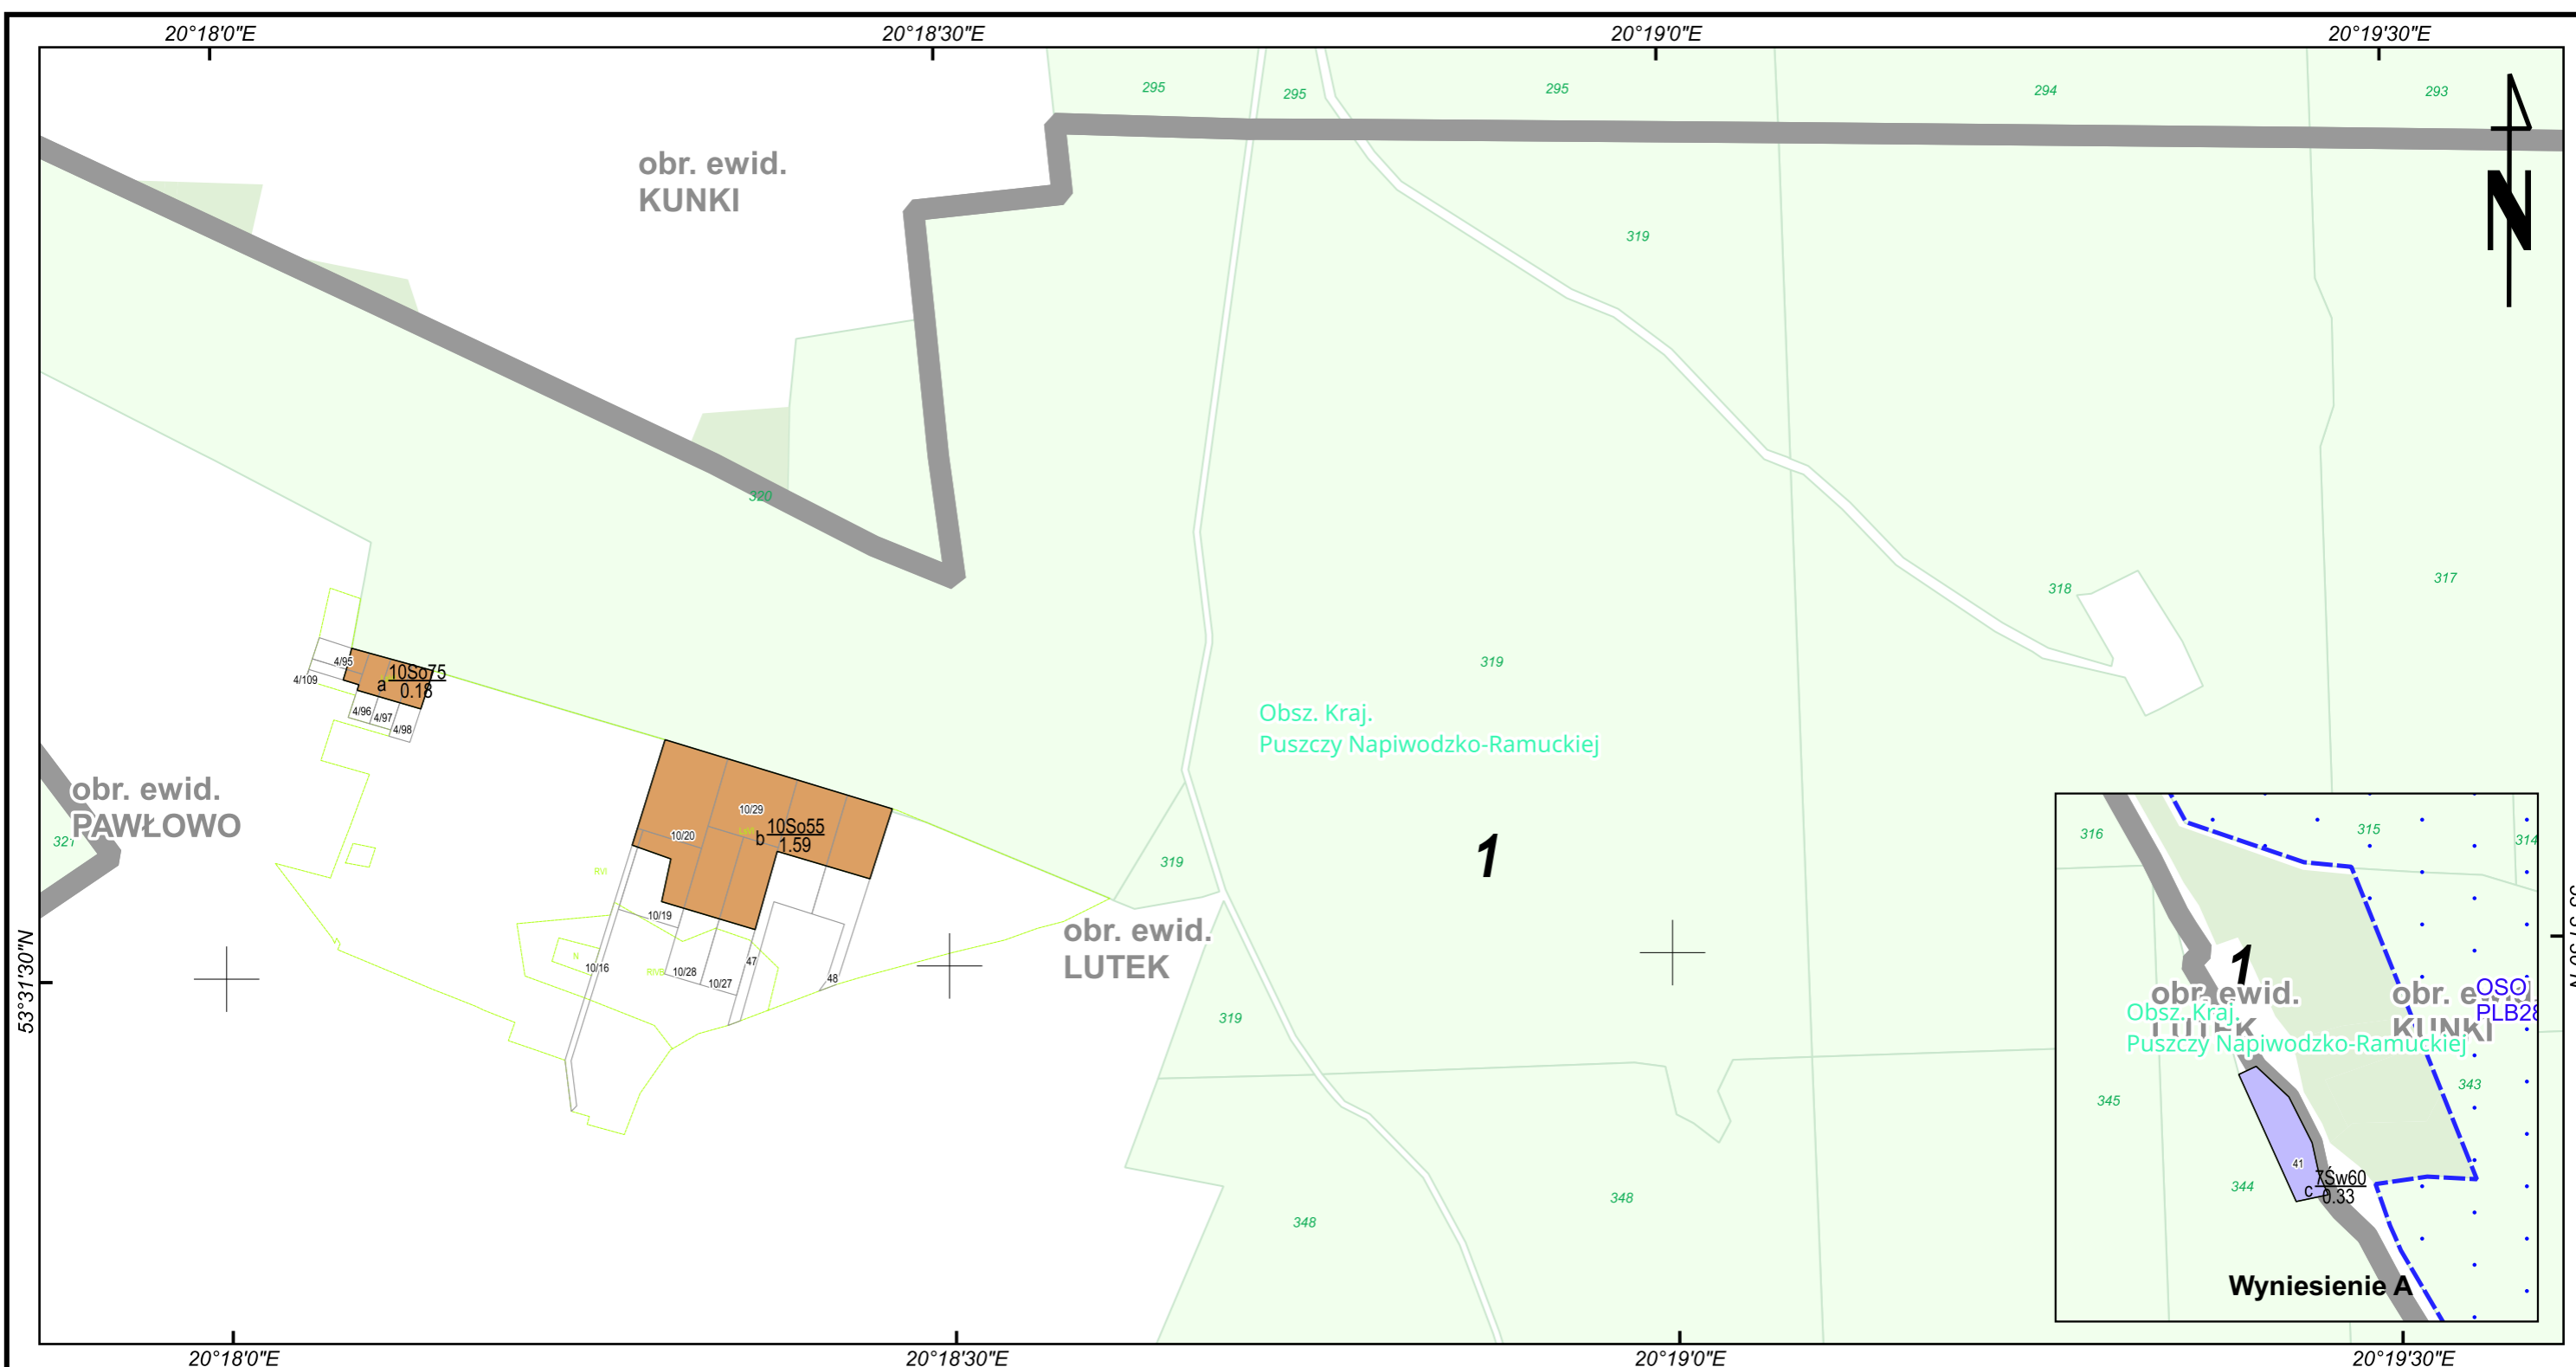 20°18'0"E
20°18'30"E
20°19'0"E
20°19'30"E
295
295
295
294
293
obr. ewid.
KUNKI
N
319
320
317
318
4/95
4/109
10So75
a 0.18
4/96
4/97
4/98
319
Obsz. Kraj.
Puszczy Napiwodzko-Ramuckiej
obr. ewid.
PAWŁOWO
321
10/29
10So55
b 1.59
10/20
1
319
RVI
10/19
obr. ewid.
LUTEK
N
10/16
10/28
10/27
47
48
53°31'30"N
319
348
348
316
315
314
1
obr. ewid.
LUTEK
obr. ewid.
KUNKI
OSO
PLB28
Obsz. Kraj.
Puszczy Napiwodzko-Ramuckiej
345
343
41
344
7Św60
c 0.33
Wyniesienie A
20°18'0"E
20°18'30"E
20°19'0"E
20°19'30"E